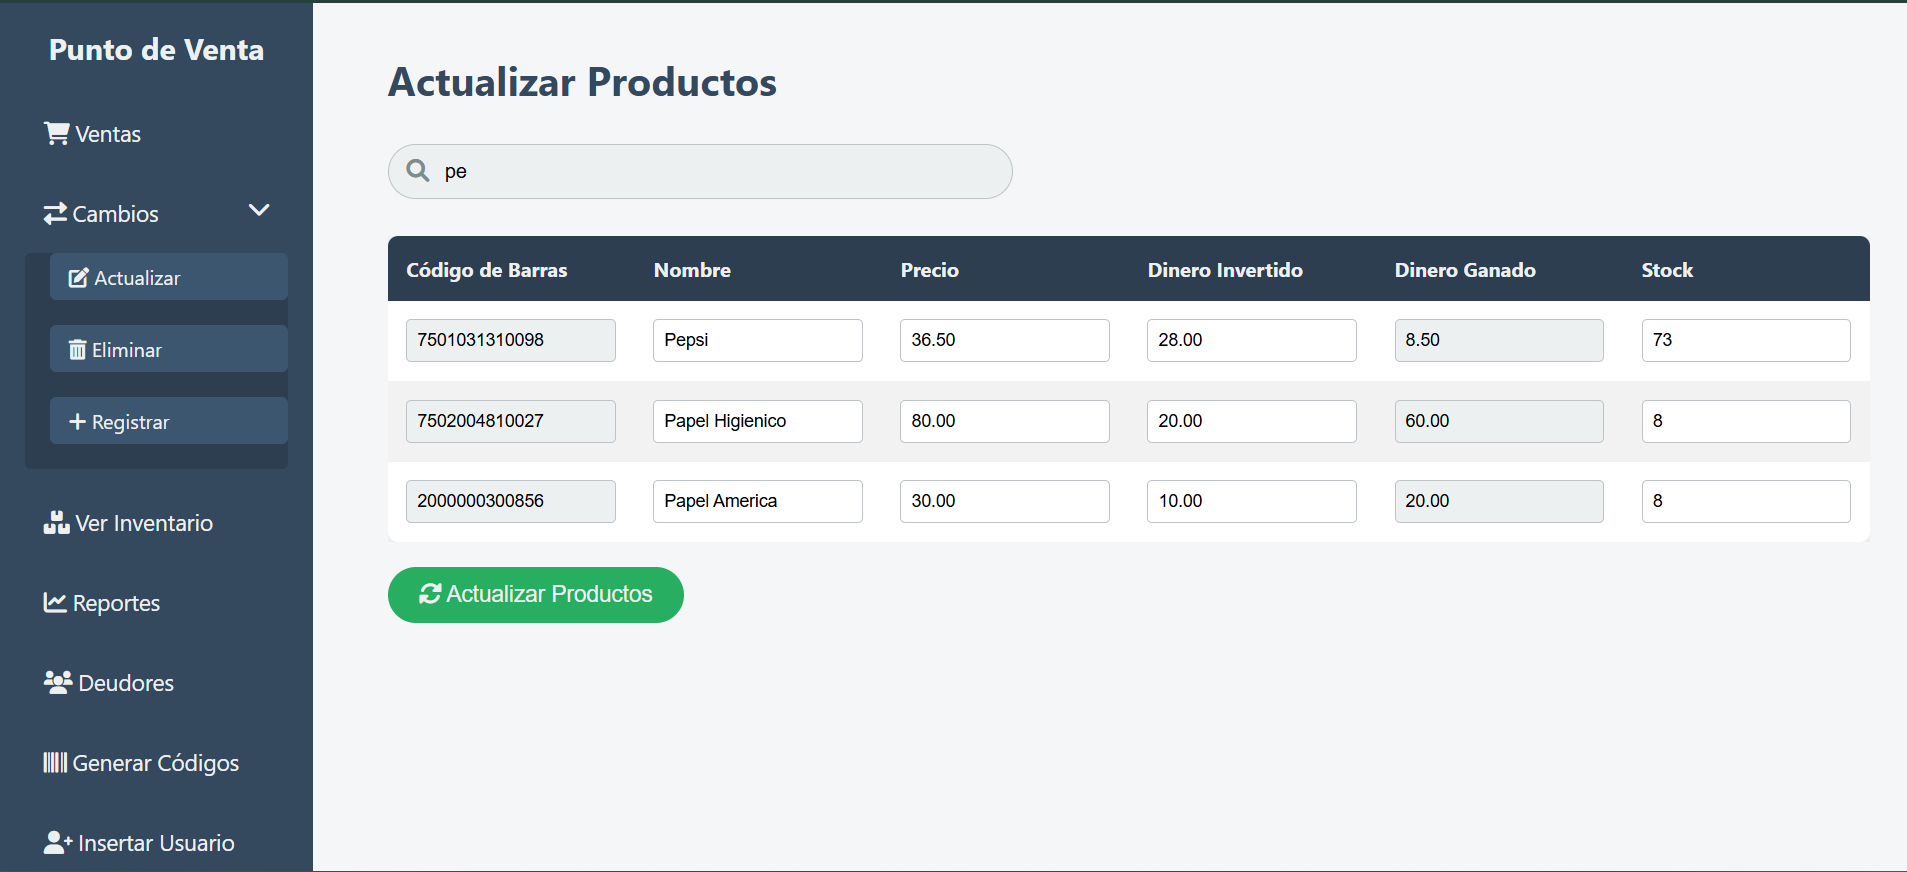 Punto de Venta
Ventas
Cambios
Actualizar
Eliminar
Registrar
Ver Inventario
Reportes
Deudores
Generar Códigos
Insertar Usuario
Actualizar Productos
pe
Código de Barras Nombre Precio Dinero Invertido Dinero Ganado Stock
7501031310098 Pepsi 36.50 28.00 8.50 73
7502004810027 Papel Higienico 80.00 20.00 60.00 8
2000000300856 Papel America 30.00 10.00 20.00 8
Actualizar Productos